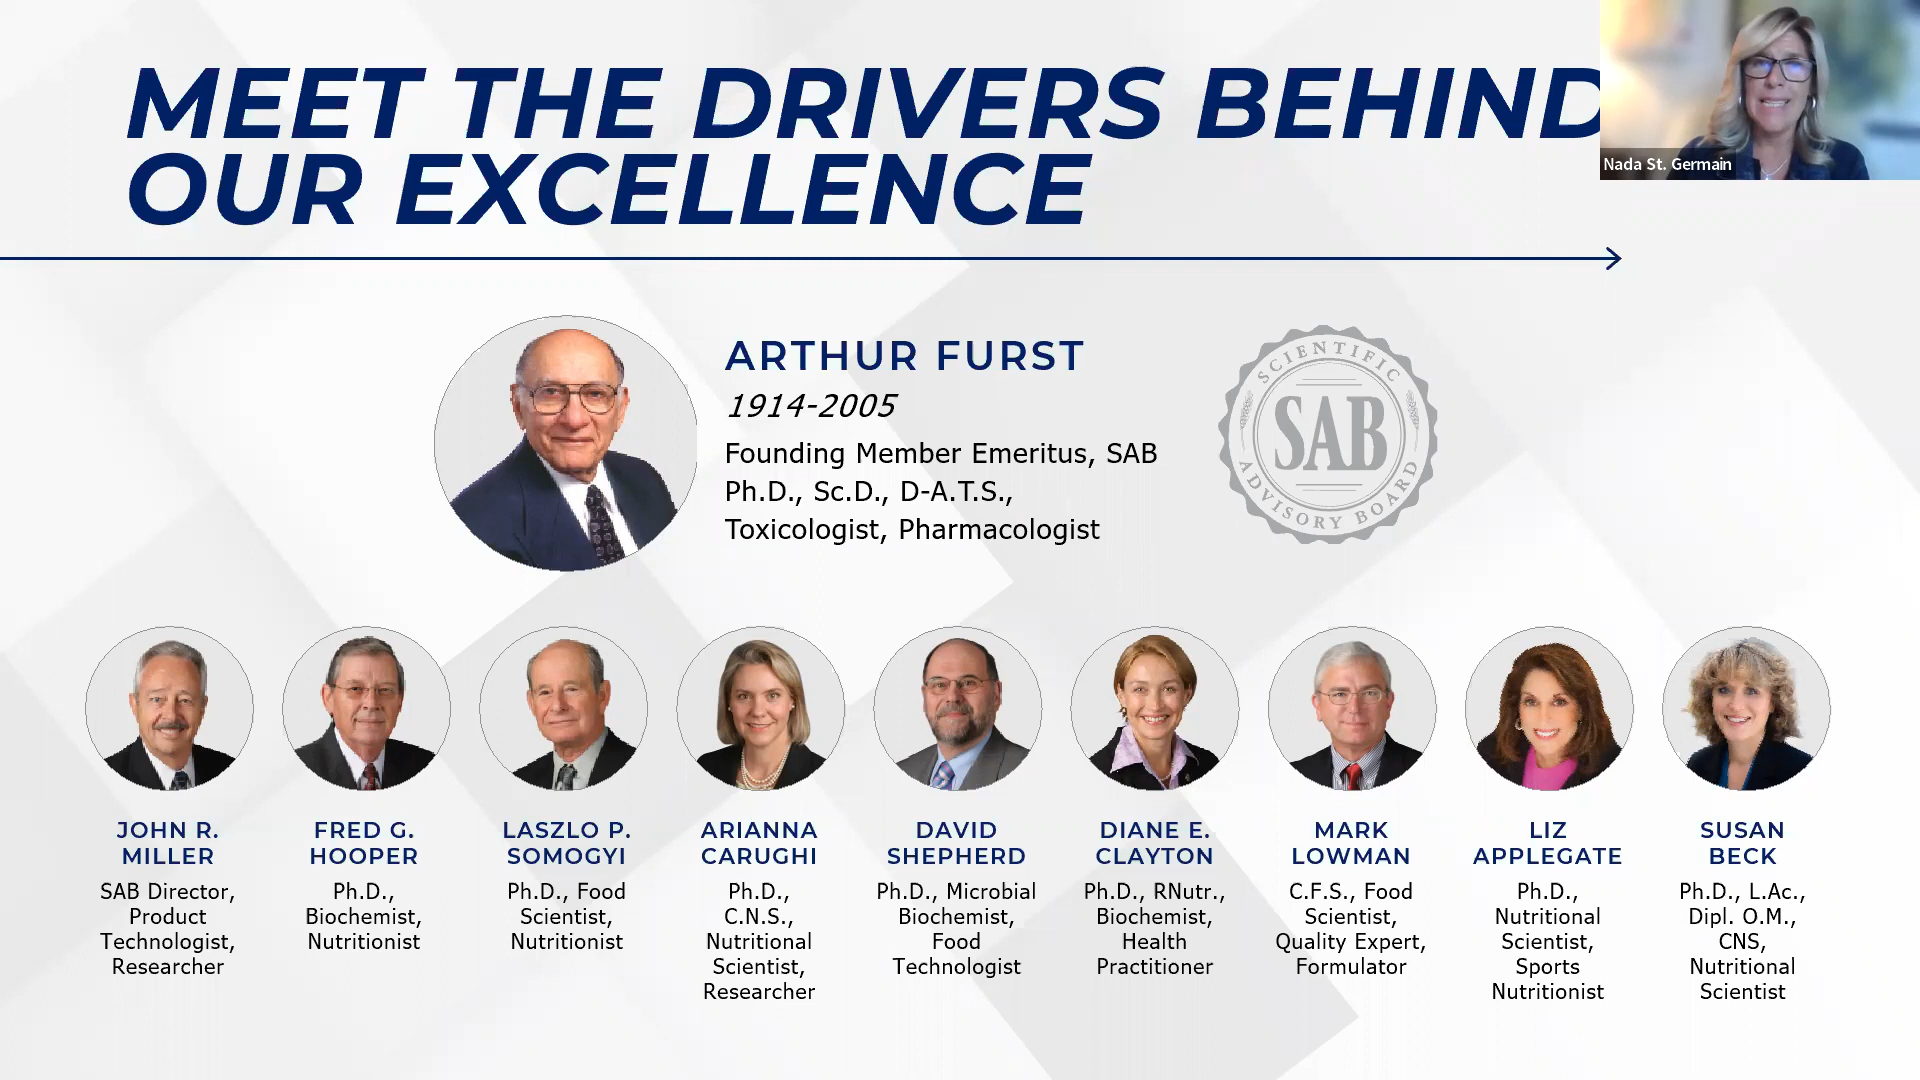 MEET THE DRIVERS BEHIND
OUR EXCELLENCE
Nada St. Germain
ARTHUR FURST
1914-2005
Founding Member Emeritus, SAB
Ph.D., Sc.D., D-A.T.S.,
Toxicologist, Pharmacologist
SCIENTIFIC
SAB
ADVISORY BOARD
JOHN R.
MILLER
SAB Director,
Product
Technologist,
Researcher
FRED G.
HOOPER
Ph.D.,
Biochemist,
Nutritionist
LASZLO P.
SOMOGYI
Ph.D., Food
Scientist,
Nutritionist
ARIANNA
CARUGHI
Ph.D.,
C.N.S.,
Nutritional
Scientist,
Researcher
DAVID
SHEPHERD
Ph.D., Microbial
Biochemist,
Food
Technologist
DIANE E.
CLAYTON
Ph.D., RNutr.,
Biochemist,
Health
Practitioner
MARK
LOWMAN
C.F.S., Food
Scientist,
Quality Expert,
Formulator
LIZ
APPLEGATE
Ph.D.,
Nutritional
Scientist,
Sports
Nutritionist
SUSAN
BECK
Ph.D., L.Ac.,
Dipl. O.M.,
CNS,
Nutritional
Scientist